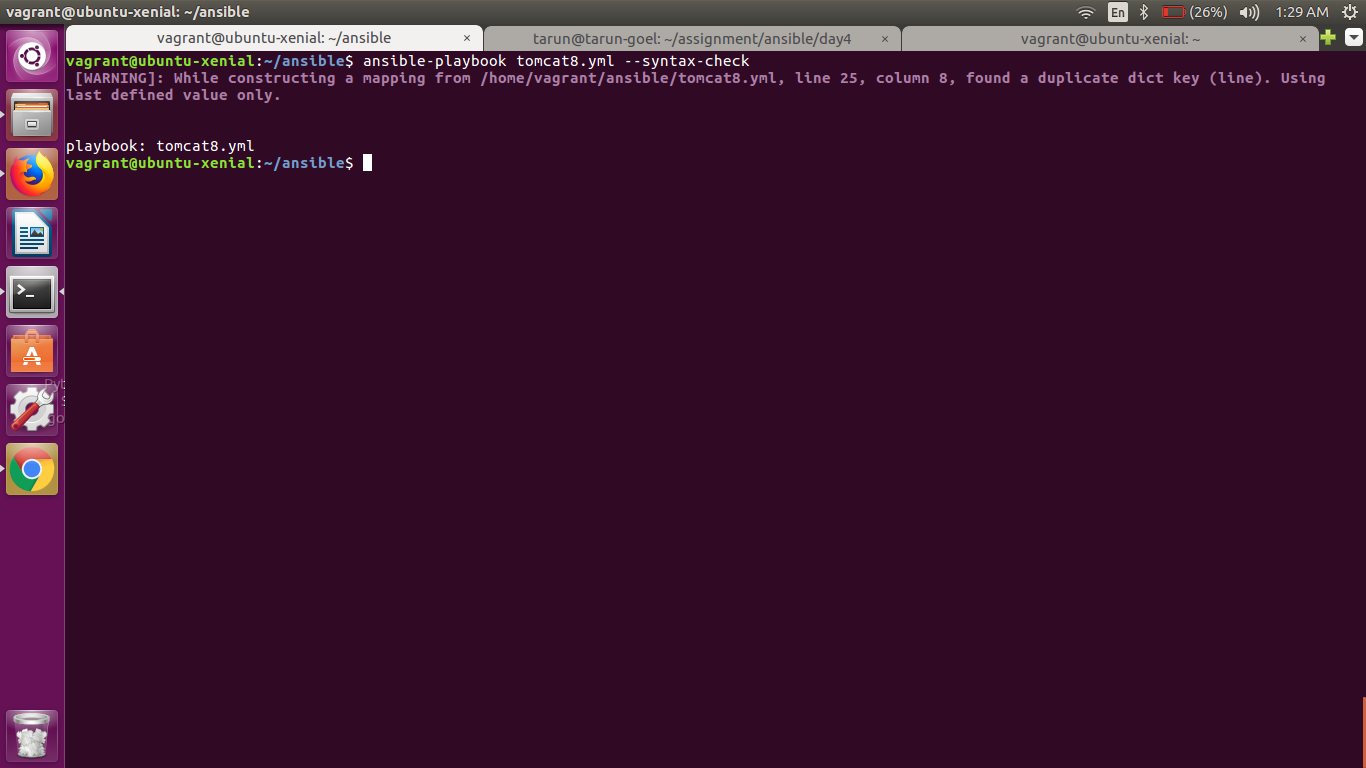 vagrant@ubuntu-xenial: ~/ansible
En
(26%)
1:29 AM
vagrant@ubuntu-xenial: ~/ansible ×
tarun@tarun-goel: ~/assignment/ansible/day4 ×
vagrant@ubuntu-xenial: ~ ×
vagrant@ubuntu-xenial:~/ansible$ ansible-playbook tomcat8.yml --syntax-check
[WARNING]: While constructing a mapping from /home/vagrant/ansible/tomcat8.yml, line 25, column 8, found a duplicate dict key (line). Using
last defined value only.
playbook: tomcat8.yml
vagrant@ubuntu-xenial:~/ansible$